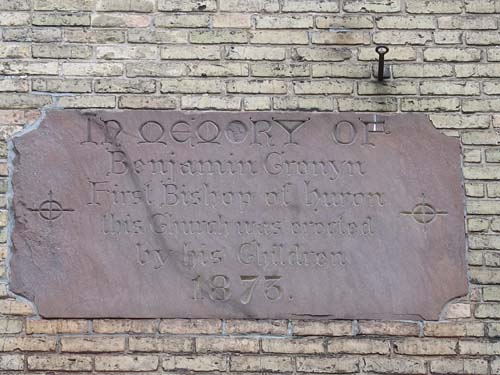 In Memory of
Benjamin Cronyn
First Bishop of huron
this Church was erected
by his Children
1873.